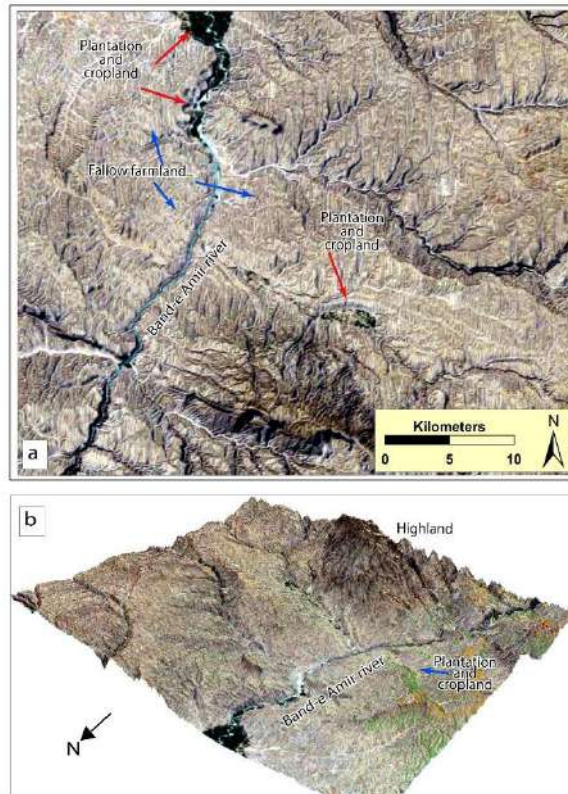 Plantation
and
cropland
Fallow farmland
Plantation
and
cropland
Band-e Amir river
Kilometers
0 5 10
N
a
b
Highland
Plantation
and
cropland
Band-e Amir river
N